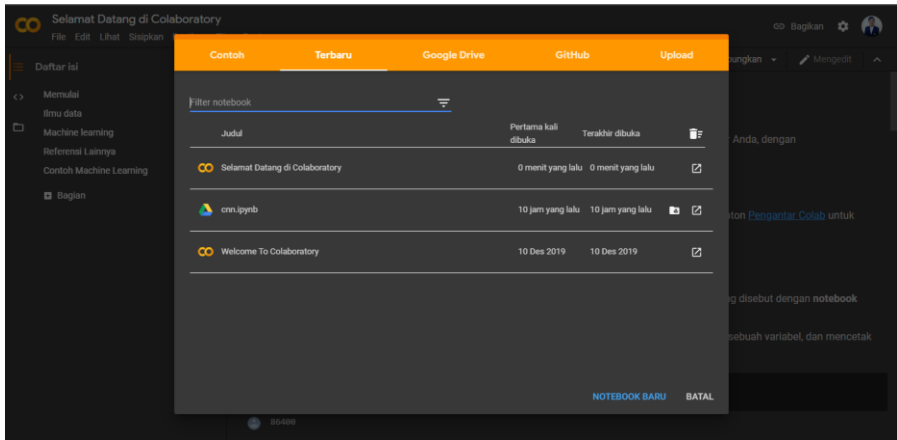 Selamat Datang di Colaboratory
File Edit Lihat Sisipkan
Bagikan
Contoh Terbaru Google Drive GitHub Upload
Daftar isi
Mengedit
Memulai
Ilmu data
Machine learning
Referensi Lainnya
Contoh Machine Learning
Bagian
Filter notebook
Judul Pertama kali dibuka Terakhir dibuka
Selamat Datang di Colaboratory 0 menit yang lalu 0 menit yang lalu
cnn.ipynb 10 jam yang lalu 10 jam yang lalu
Welcome To Colaboratory 10 Des 2019 10 Des 2019
Anda, dengan
Pengantar Colab untuk
disebut dengan notebook
sebuah variabel, dan mencetak
NOTEBOOK BARU BATAL
86400